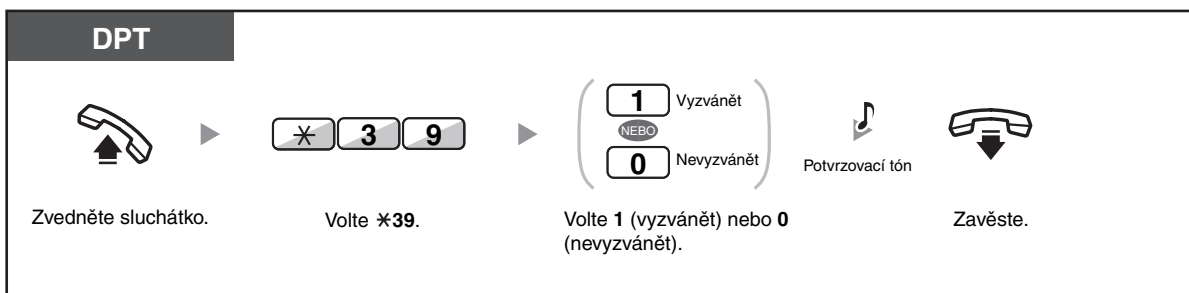 DPT
✳ 3 9
1 Vyzvánět
NEBO
0 Nevyzvánět
Potvrzovací tón
Zvedněte sluchátko.
Volte ✳39.
Volte 1 (vyzvánět) nebo 0
(nevyzvánět).
Zavěste.